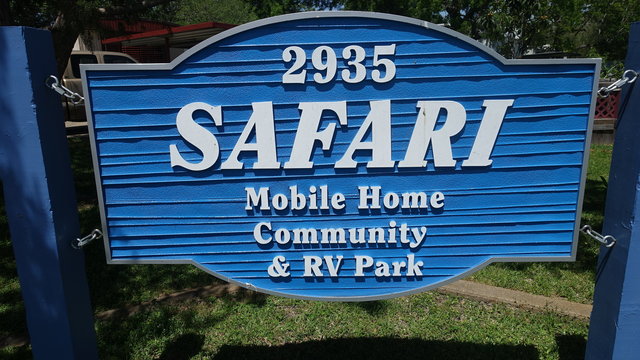 2935
SAFARI
Mobile Home
Community
& RV Park